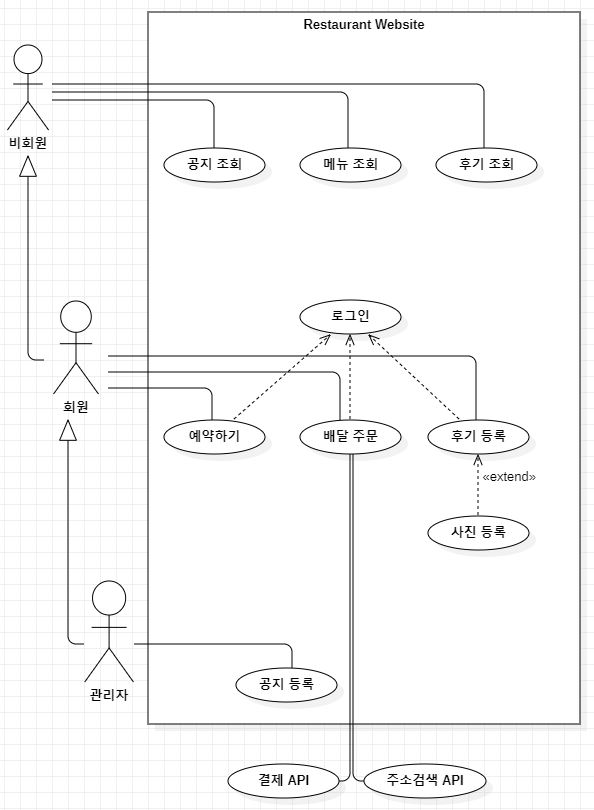 Restaurant Website
비회원
공지 조회
메뉴 조회
후기 조회
로그인
회원
예약하기
배달 주문
후기 등록
«extend»
사진 등록
관리자
공지 등록
결제 API
주소검색 API